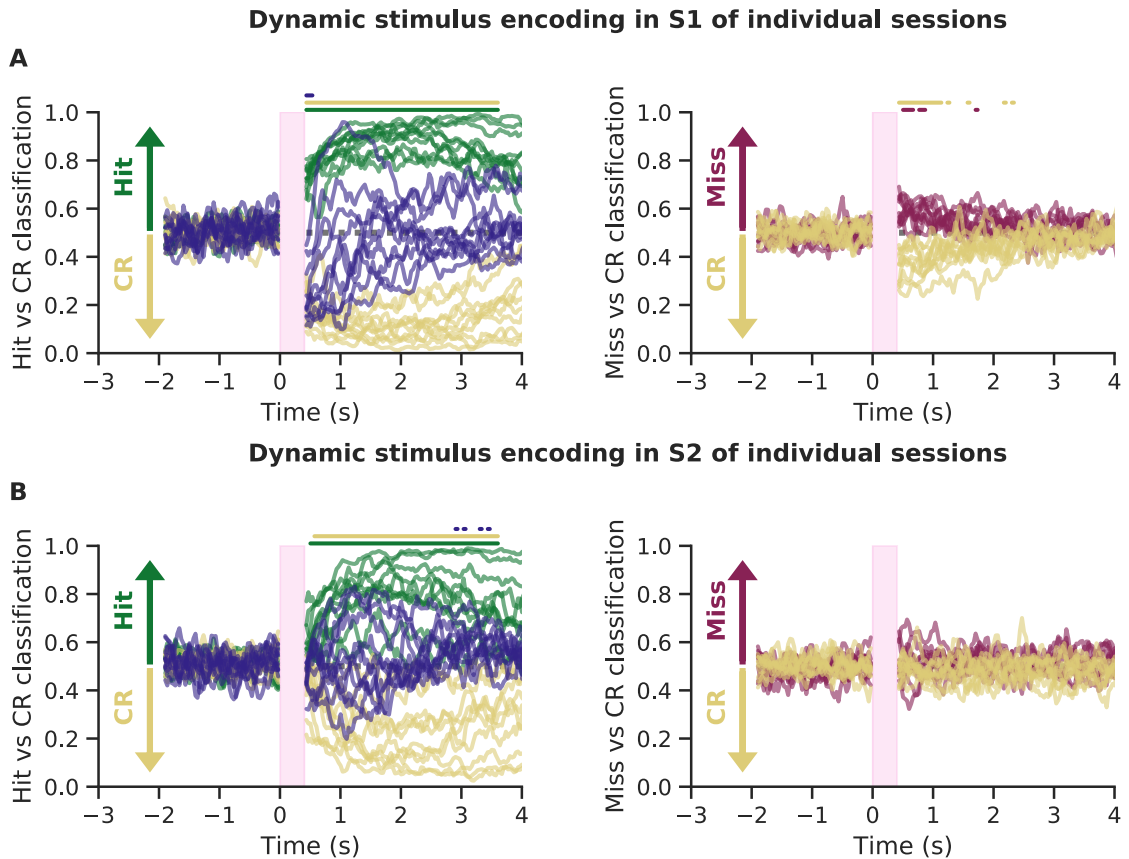 Dynamic stimulus encoding in S1 of individual sessions
A
Hit vs CR classification
1.0
0.8
0.6
0.4
0.2
0.0
Hit
CR
−3 −2 −1 0 1 2 3 4
Time (s)
Miss vs CR classification
1.0
0.8
0.6
0.4
0.2
0.0
Miss
CR
−3 −2 −1 0 1 2 3 4
Time (s)
Dynamic stimulus encoding in S2 of individual sessions
B
Hit vs CR classification
1.0
0.8
0.6
0.4
0.2
0.0
Hit
CR
−3 −2 −1 0 1 2 3 4
Time (s)
Miss vs CR classification
1.0
0.8
0.6
0.4
0.2
0.0
Miss
CR
−3 −2 −1 0 1 2 3 4
Time (s)